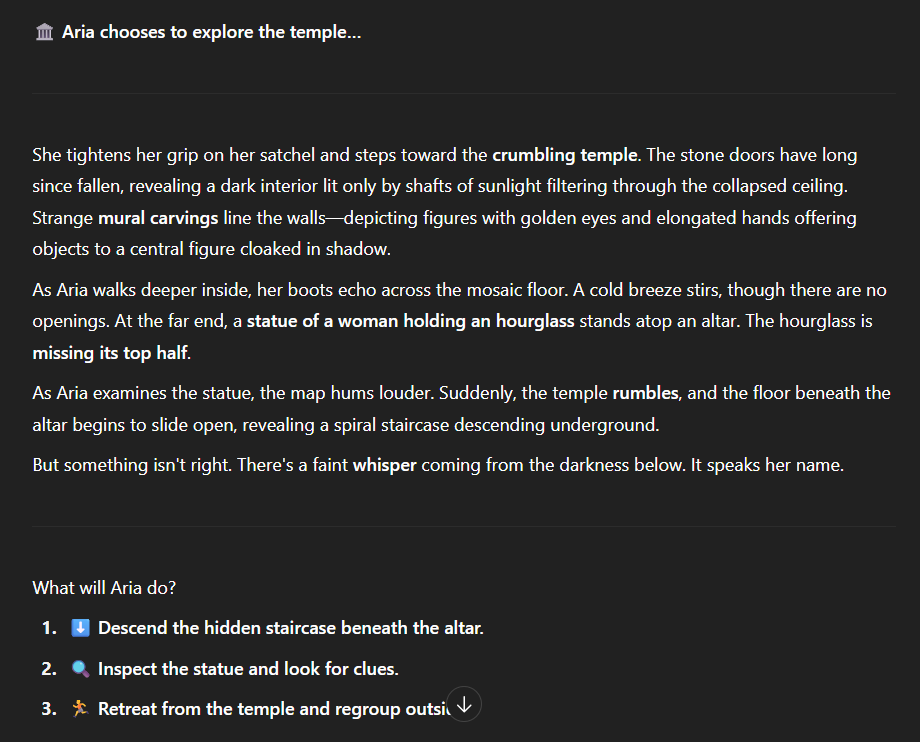 🏛️ Aria chooses to explore the temple...
She tightens her grip on her satchel and steps toward the crumbling temple. The stone doors have long
since fallen, revealing a dark interior lit only by shafts of sunlight filtering through the collapsed ceiling.
Strange mural carvings line the walls—depicting figures with golden eyes and elongated hands offering
objects to a central figure cloaked in shadow.
As Aria walks deeper inside, her boots echo across the mosaic floor. A cold breeze stirs, though there are no
openings. At the far end, a statue of a woman holding an hourglass stands atop an altar. The hourglass is
missing its top half.
As Aria examines the statue, the map hums louder. Suddenly, the temple rumbles, and the floor beneath the
altar begins to slide open, revealing a spiral staircase descending underground.
But something isn't right. There's a faint whisper coming from the darkness below. It speaks her name.
What will Aria do?
1. ⬇️ Descend the hidden staircase beneath the altar.
2. 🔍 Inspect the statue and look for clues.
3. 🏃 Retreat from the temple and regroup